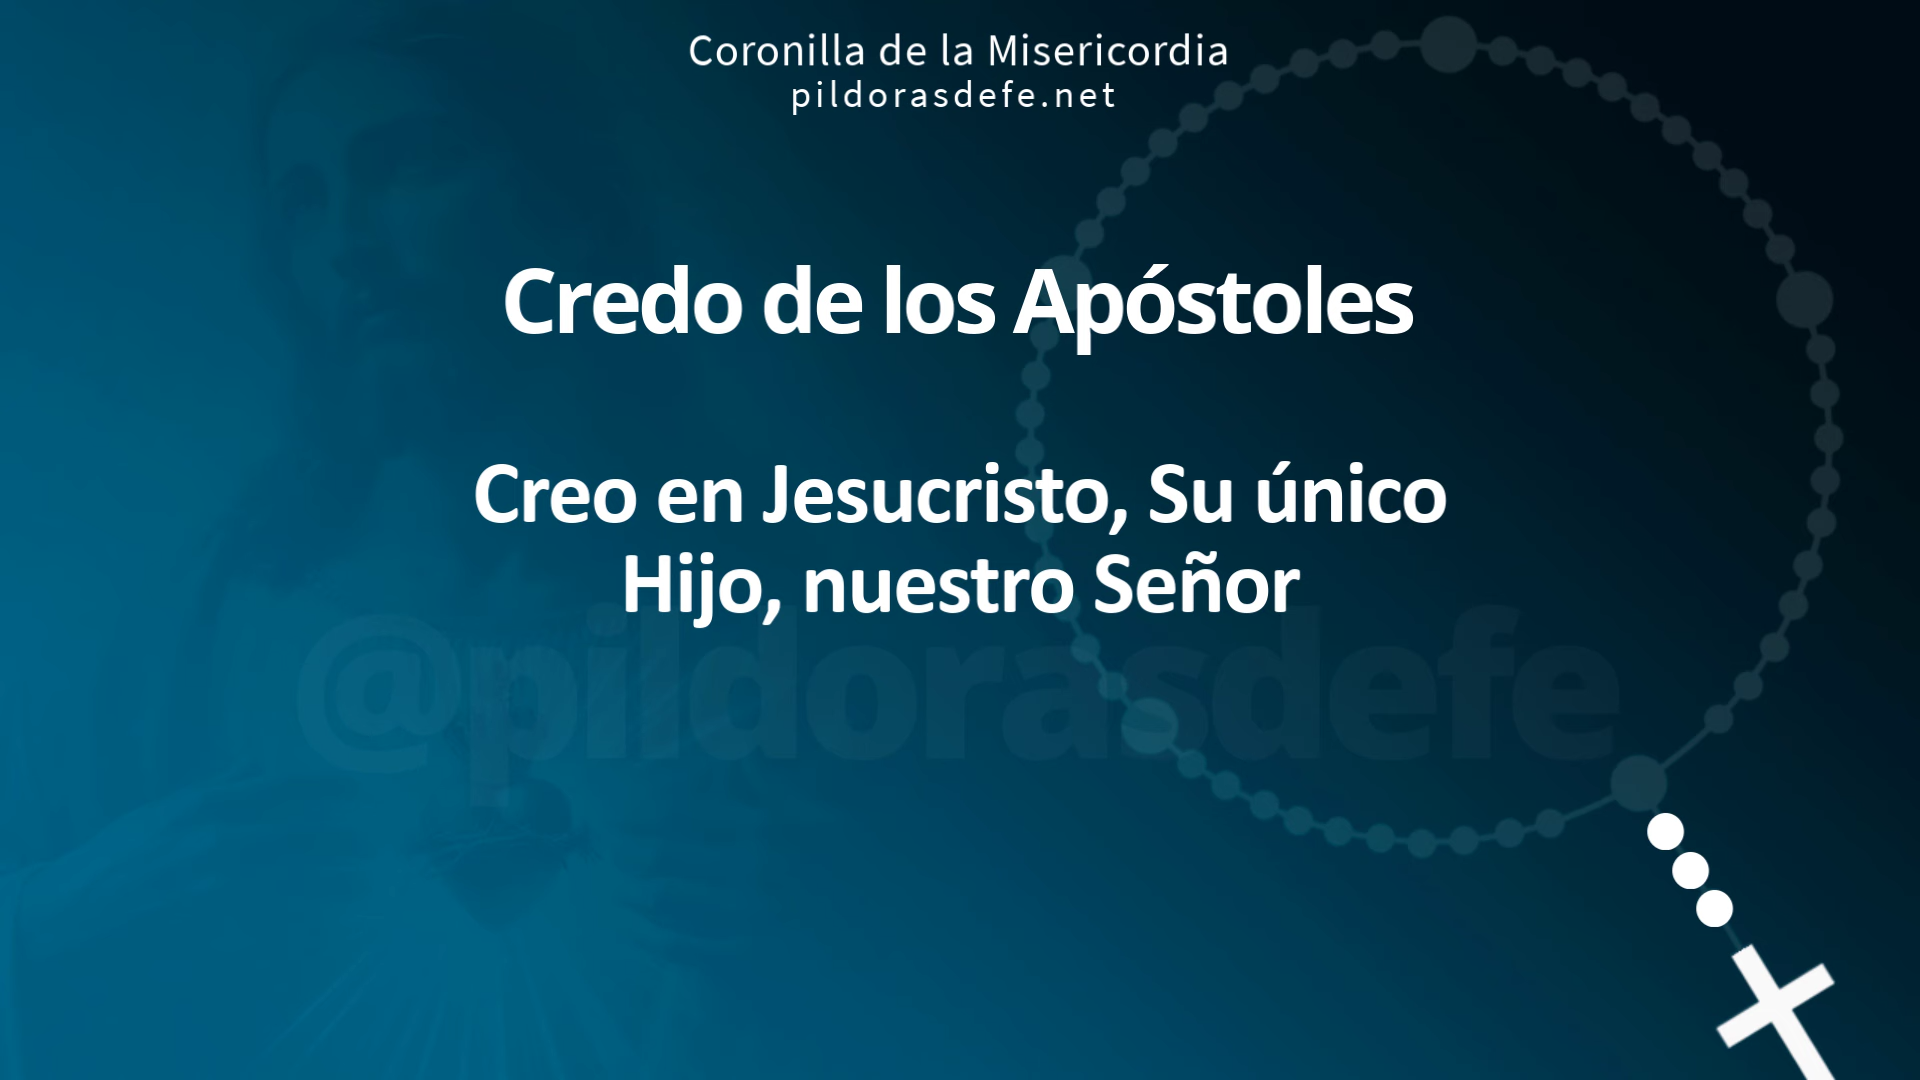 Coronilla de la Misericordia
pildorasdefe.net
Credo de los Apóstoles
Creo en Jesucristo, Su único
Hijo, nuestro Señor
@pildorasdefe